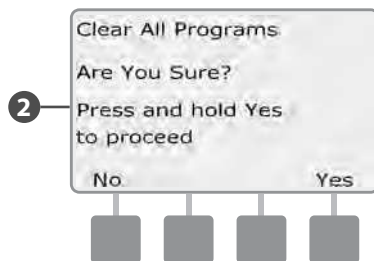 Clear All Programs
Are You Sure?
2
Press and hold Yes
to proceed
No Yes